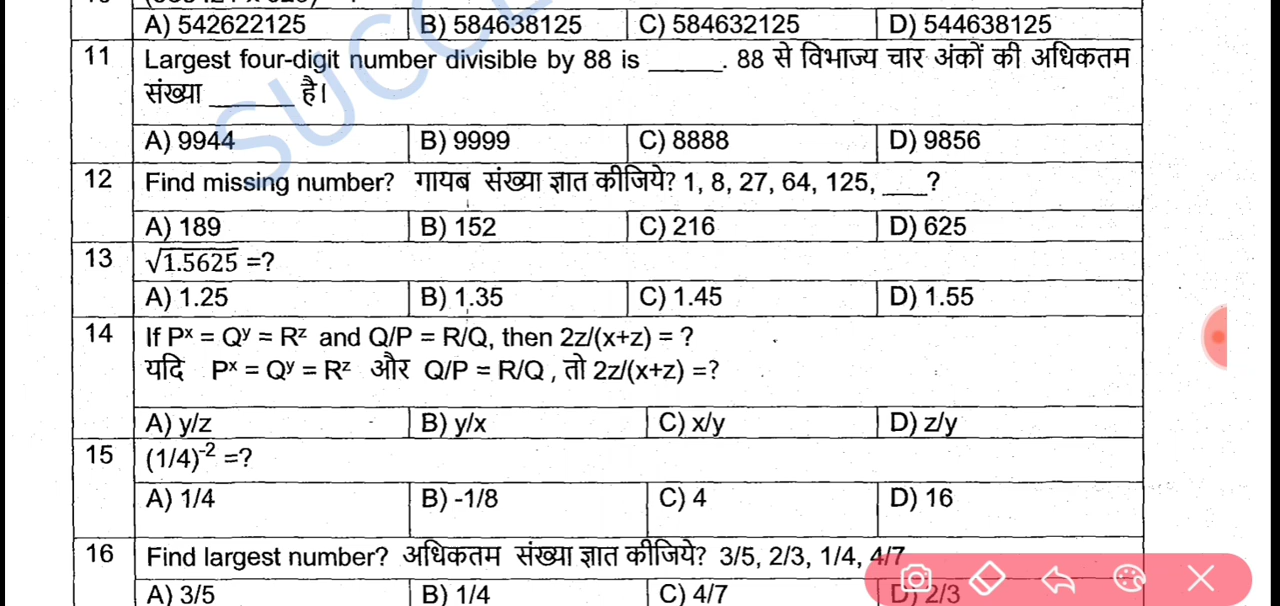 A) 542622125 B) 584638125 C) 584632125 D) 544638125
11 Largest four-digit number divisible by 88 is ______. 88 से विभाज्य चार अंकों की अधिकतम
संख्या ______ है।
A) 9944 B) 9999 C) 8888 D) 9856
12 Find missing number? गायब संख्या ज्ञात कीजिये? 1, 8, 27, 64, 125, ____?
A) 189 B) 152 C) 216 D) 625
13 √1.5625 =?
A) 1.25 B) 1.35 C) 1.45 D) 1.55
14 If Pˣ = Qʸ = Rᶻ and Q/P = R/Q, then 2z/(x+z) = ?
यदि Pˣ = Qʸ = Rᶻ और Q/P = R/Q , तो 2z/(x+z) =?
A) y/z B) y/x C) x/y D) z/y
15 (1/4)⁻² =?
A) 1/4 B) -1/8 C) 4 D) 16
16 Find largest number? अधिकतम संख्या ज्ञात कीजिये? 3/5, 2/3, 1/4, 4/7
A) 3/5 B) 1/4 C) 4/7 D) 2/3
SUCCE